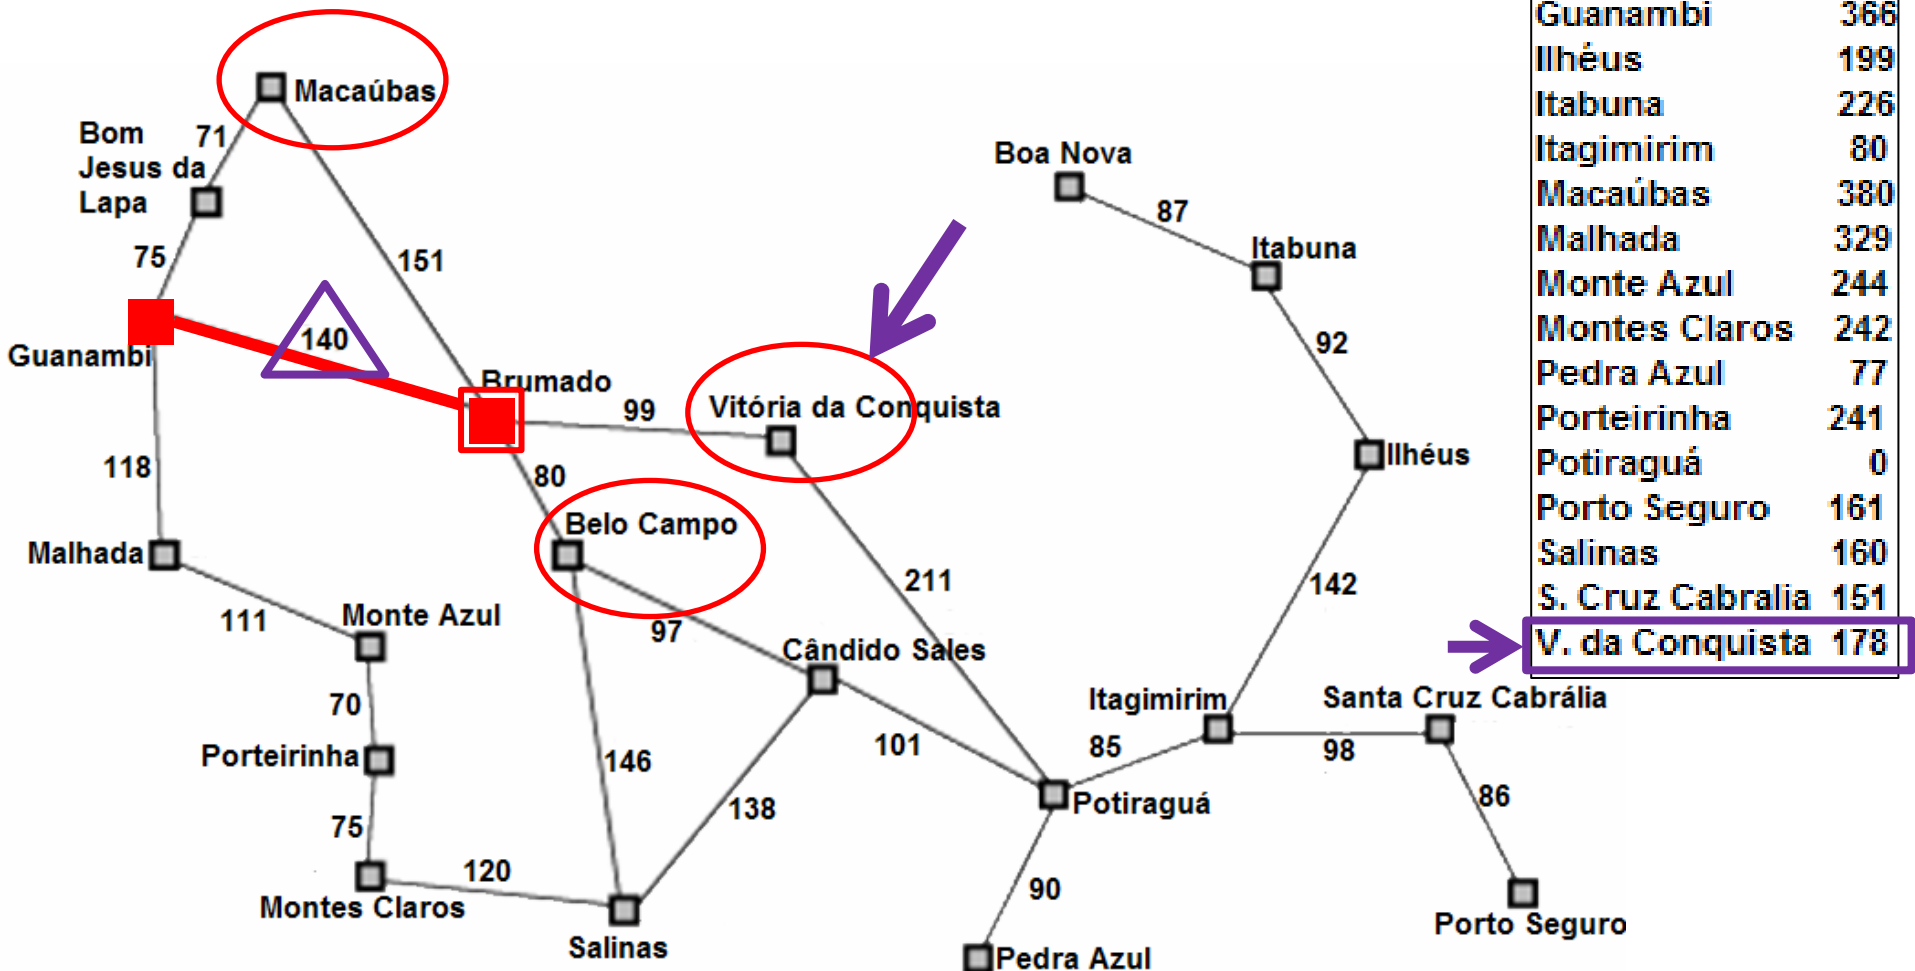 Guanambi 366
Ilhéus 199
Itabuna 226
Itagimirim 80
Macaúbas 380
Malhada 329
Monte Azul 244
Montes Claros 242
Pedra Azul 77
Porteirinha 241
Potiraguá 0
Porto Seguro 161
Salinas 160
S. Cruz Cabralia 151
V. da Conquista 178
Macaúbas
Bom
Jesus da
Lapa
71
75
151
Boa Nova
87
Itabuna
92
Guanambi
140
Brumado
99
Vitória da Conquista
Ilhéus
118
80
Belo Campo
Malhada
211
142
111
Monte Azul
97
Cândido Sales
70
Itagimirim
Santa Cruz Cabrália
Porteirinha
146
101
85
98
75
138
Potiraguá
86
120
Montes Claros
90
Salinas
Porto Seguro
Pedra Azul